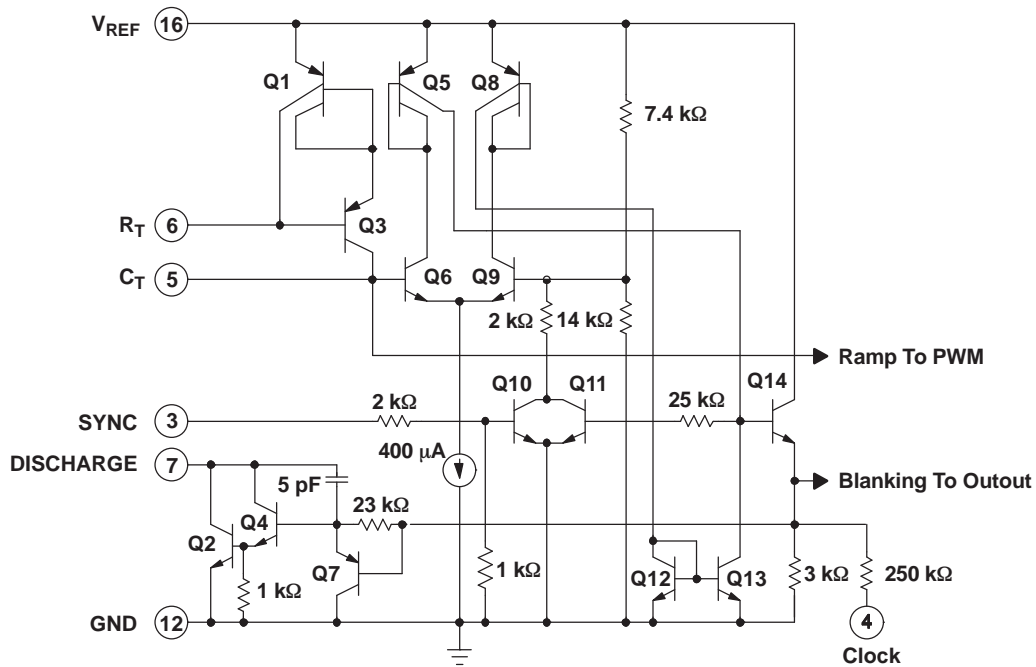 VREF 16
Q1 Q5 Q8
7.4 kΩ
RT 6
Q3
CT 5
Q6 Q9
2 kΩ 14 kΩ
Ramp To PWM
Q10 Q11 Q14
2 kΩ 25 kΩ
SYNC 3
400 μA
DISCHARGE 7
Blanking To Outout
5 pF
23 kΩ
Q4
Q2
Q7
1 kΩ 1 kΩ Q12 Q13 3 kΩ 250 kΩ
GND 12
4
Clock